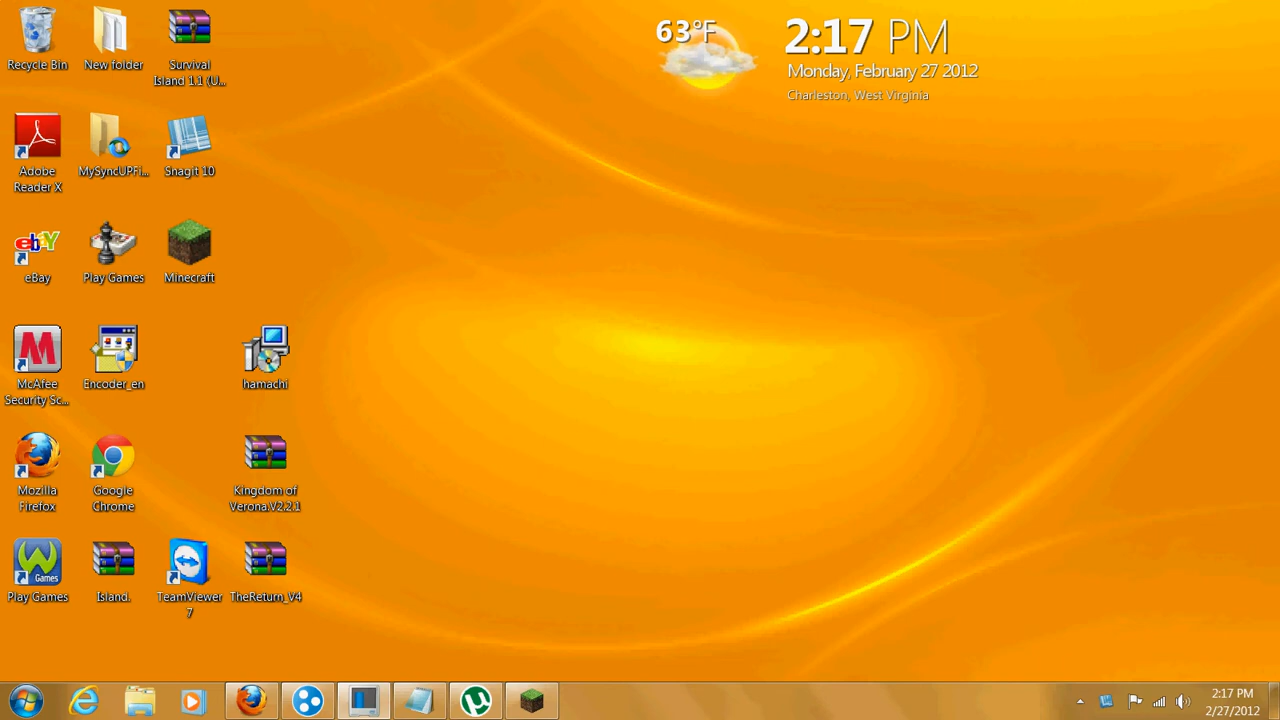 63°F
2:17 PM
Monday, February 27 2012
Charleston, West Virginia
Recycle Bin
New folder
Survival
Island 1.1 (U...
Adobe
Reader X
MySyncUPFi...
Snagit 10
ebY
eBay
Play Games
Minecraft
M
McAfee
Security Sc...
Encoder_en
hamachi
Mozilla
Firefox
Google
Chrome
Kingdom of
Verona.V2.2.1
W
Games
Play Games
Island.
TeamViewer
7
TheReturn_V4
2:17 PM
2/27/2012